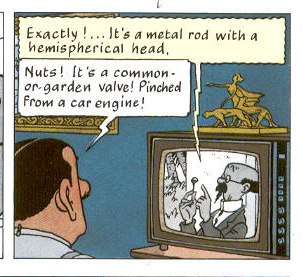 Exactly!... It's a metal rod with a
hemispherical head.
Nuts! It's a common-
or-garden valve! Pinched
from a car engine!